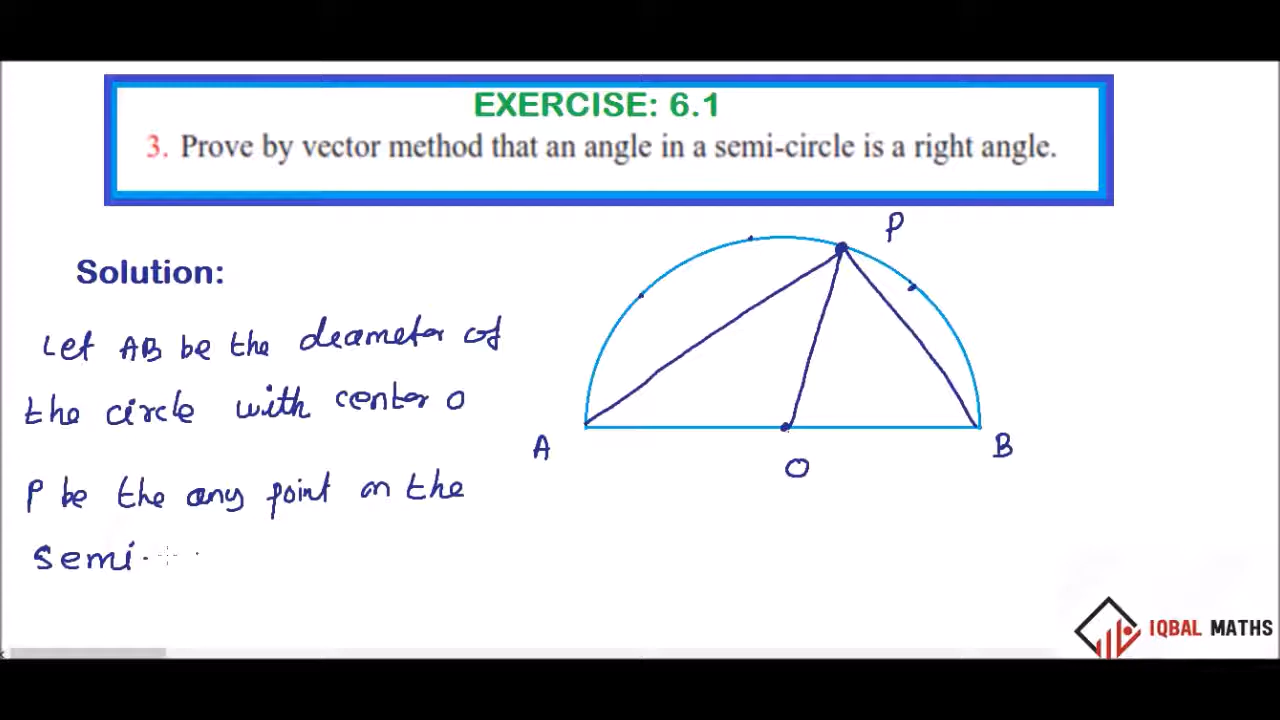 EXERCISE: 6.1
3. Prove by vector method that an angle in a semi-circle is a right angle.
P
Solution:
Let AB be the deameter of
the circle with center O
A
B
O
P be the any point on the
semi-
IQBAL MATHS